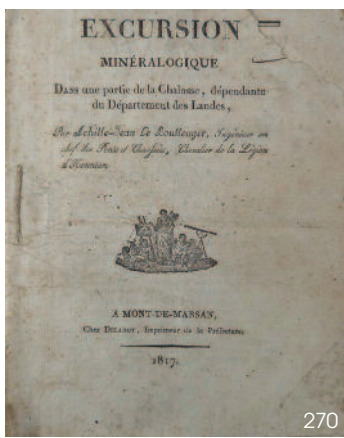 EXCURSION
MINÉRALOGIQUE
DANS une partie de la Chalosse, dépendante
du Département des Landes,
Par Achille-Jean Le Boullenger, Ingénieur en
chef des Ponts et Chaussées, Chevalier de la Légion
d'Honneur.
A MONT-DE-MARSAN,
Chez DELAROY, Imprimeur de la Préfecture.
1817.
270